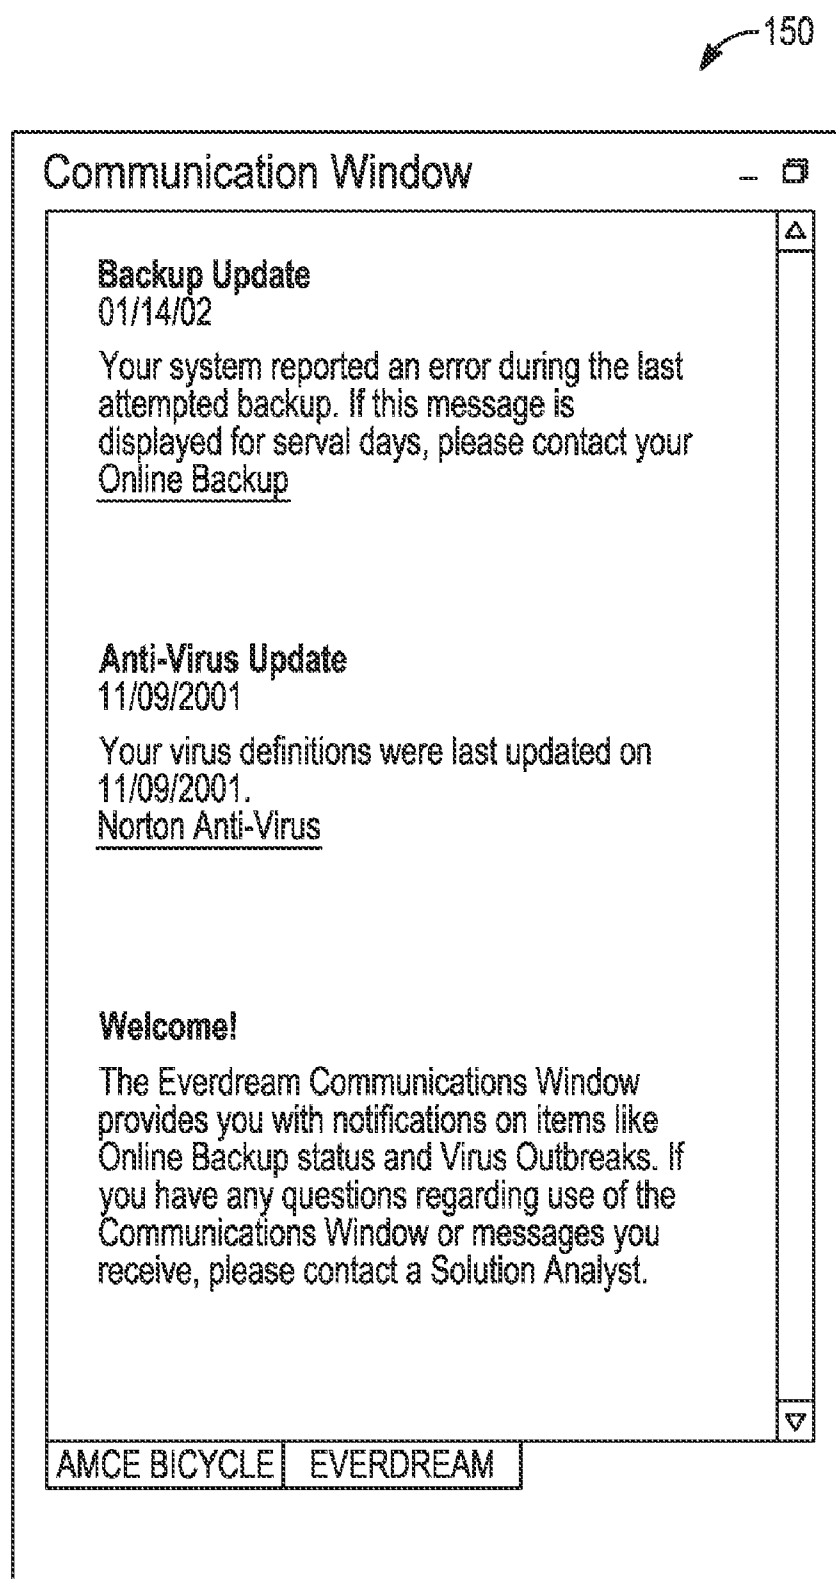 150
Communication Window
Backup Update
01/14/02
Your system reported an error during the last
attempted backup. If this message is
displayed for serval days, please contact your
Online Backup
Anti-Virus Update
11/09/2001
Your virus definitions were last updated on
11/09/2001.
Norton Anti-Virus
Welcome!
The Everdream Communications Window
provides you with notifications on items like
Online Backup status and Virus Outbreaks. If
you have any questions regarding use of the
Communications Window or messages you
receive, please contact a Solution Analyst.
AMCE BICYCLE EVERDREAM